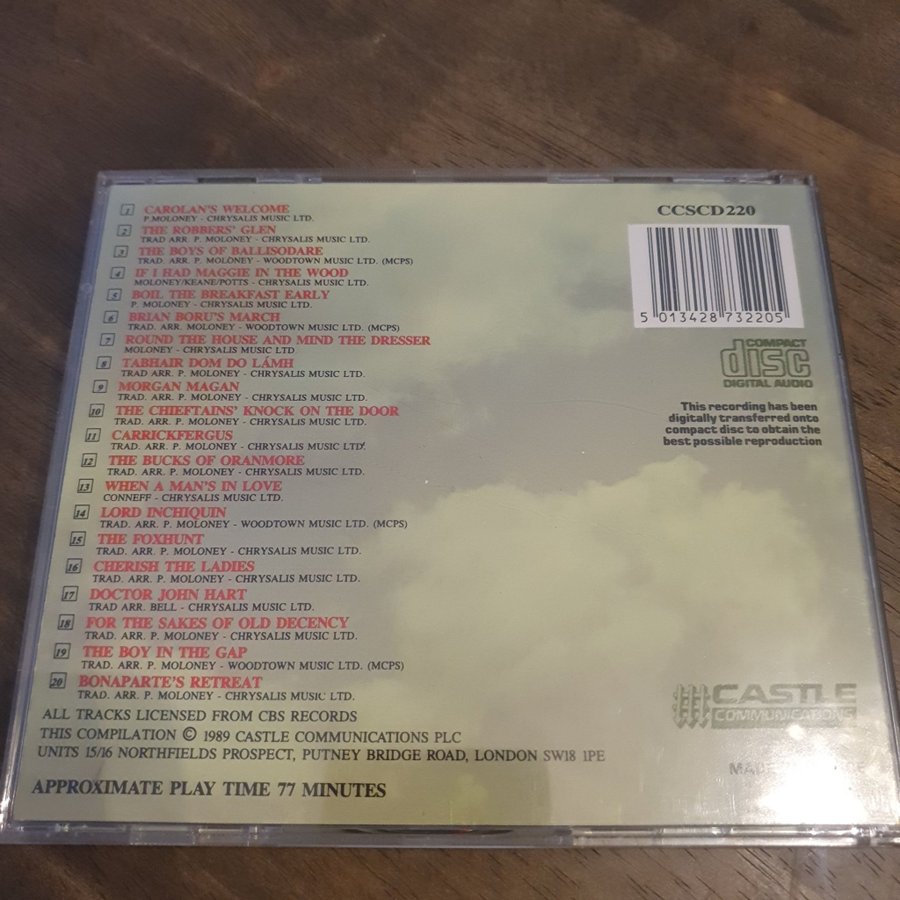 1 CAROLAN'S WELCOME
P.MOLONEY - CHRYSALIS MUSIC LTD.
2 THE ROBBERS' GLEN
TRAD ARR. P. MOLONEY - CHRYSALIS MUSIC LTD.
3 THE BOYS OF BALLISODARE
TRAD. ARR. P. MOLONEY - WOODTOWN MUSIC LTD. (MCPS)
4 IF I HAD MAGGIE IN THE WOOD
MOLONEY/KEANE/POTTS - CHRYSALIS MUSIC LTD.
5 BOIL THE BREAKFAST EARLY
P. MOLONEY - CHRYSALIS MUSIC LTD.
6 BRIAN BORU'S MARCH
TRAD. ARR. MOLONEY - WOODTOWN MUSIC LTD. (MCPS)
7 ROUND THE HOUSE AND MIND THE DRESSER
MOLONEY - CHRYSALIS MUSIC LTD.
8 TABHAIR DOM DO LÁMH
TRAD. ARR. P. MOLONEY - CHRYSALIS MUSIC LTD.
9 MORGAN MAGAN
TRAD. ARR. P. MOLONEY - CHRYSALIS MUSIC LTD.
10 THE CHIEFTAINS' KNOCK ON THE DOOR
TRAD. ARR. P. MOLONEY - CHRYSALIS MUSIC LTD.
11 CARRICKFERGUS
TRAD. ARR. P. MOLONEY - CHRYSALIS MUSIC LTD.
12 THE BUCKS OF ORANMORE
TRAD. ARR. P. MOLONEY - CHRYSALIS MUSIC LTD.
13 WHEN A MAN'S IN LOVE
CONNEFF - CHRYSALIS MUSIC LTD.
14 LORD INCHIQUIN
TRAD. ARR. P. MOLONEY - WOODTOWN MUSIC LTD. (MCPS)
15 THE FOXHUNT
TRAD. ARR. P. MOLONEY - CHRYSALIS MUSIC LTD.
16 CHERISH THE LADIES
TRAD. ARR. P. MOLONEY - CHRYSALIS MUSIC LTD.
17 DOCTOR JOHN HART
TRAD ARR. BELL - CHRYSALIS MUSIC LTD.
18 FOR THE SAKES OF OLD DECENCY
TRAD. ARR. P. MOLONEY - CHRYSALIS MUSIC LTD.
19 THE BOY IN THE GAP
TRAD. ARR. P. MOLONEY - WOODTOWN MUSIC LTD. (MCPS)
20 BONAPARTE'S RETREAT
TRAD. ARR. P. MOLONEY - CHRYSALIS MUSIC LTD.
ALL TRACKS LICENSED FROM CBS RECORDS
THIS COMPILATION © 1989 CASTLE COMMUNICATIONS PLC
UNITS 15/16 NORTHFIELDS PROSPECT, PUTNEY BRIDGE ROAD, LONDON SW18 1PE
APPROXIMATE PLAY TIME 77 MINUTES
CCSCD220
5 013428 732205
COMPACT
disc
DIGITAL AUDIO
This recording has been
digitally transferred onto
compact disc to obtain the
best possible reproduction
CASTLE
COMMUNICATIONS